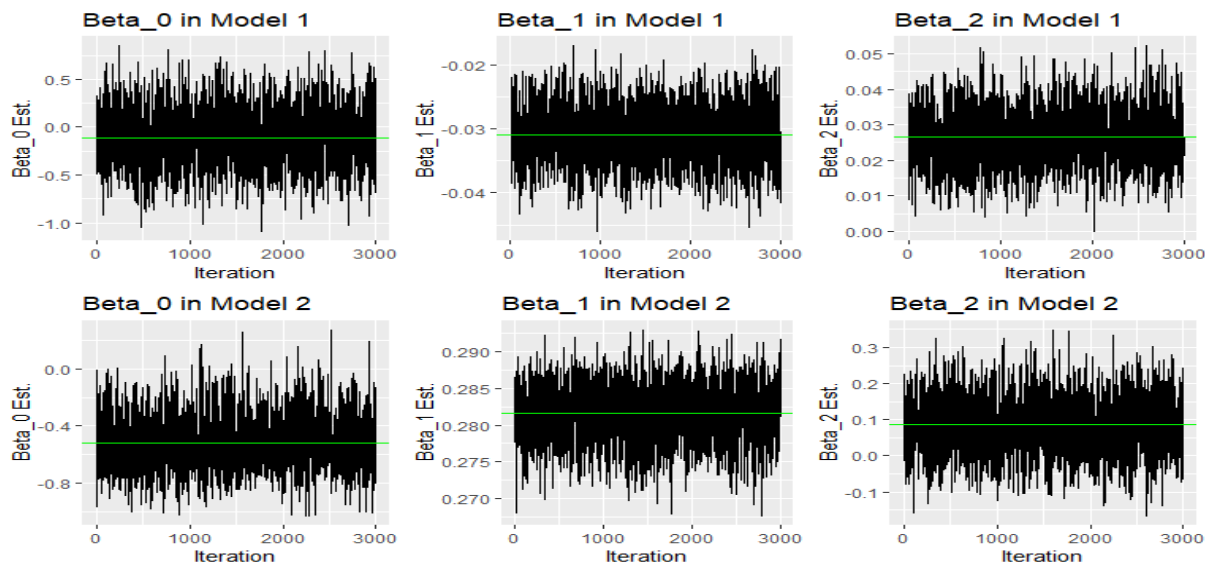 Beta_0 in Model 1
Beta_0 Est.
0.5
0.0
-0.5
-1.0
0 1000 2000 3000
Iteration
Beta_1 in Model 1
Beta_1 Est.
-0.02
-0.03
-0.04
0 1000 2000 3000
Iteration
Beta_2 in Model 1
Beta_2 Est.
0.05
0.04
0.03
0.02
0.01
0.00
0 1000 2000 3000
Iteration
Beta_0 in Model 2
Beta_0 Est.
0.0
-0.4
-0.8
0 1000 2000 3000
Iteration
Beta_1 in Model 2
Beta_1 Est.
0.290
0.285
0.280
0.275
0.270
0 1000 2000 3000
Iteration
Beta_2 in Model 2
Beta_2 Est.
0.3
0.2
0.1
0.0
-0.1
0 1000 2000 3000
Iteration